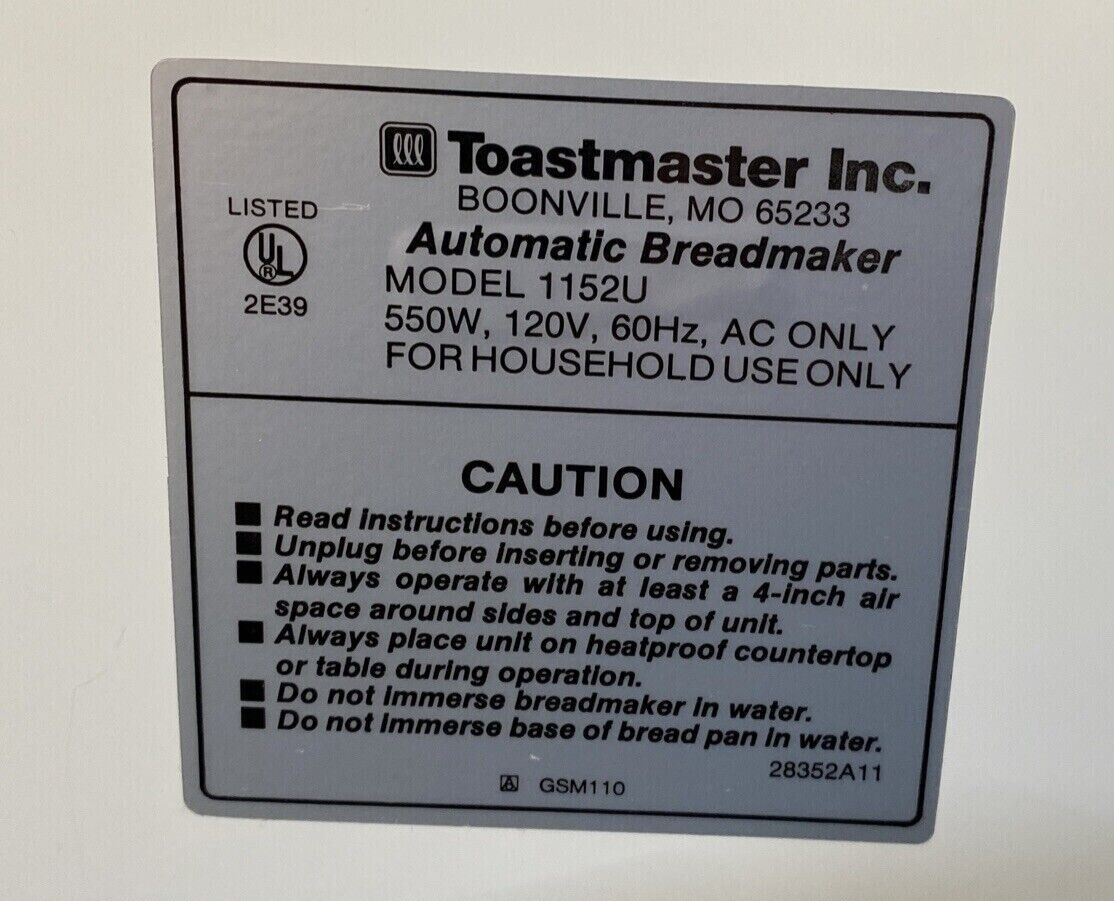 Toastmaster Inc.
BOONVILLE, MO 65233
LISTED
UL
®
2E39
Automatic Breadmaker
MODEL 1152U
550W, 120V, 60Hz, AC ONLY
FOR HOUSEHOLD USE ONLY
CAUTION
■ Read Instructions before using.
■ Unplug before inserting or removing parts.
■ Always operate with at least a 4-inch air
space around sides and top of unit.
■ Always place unit on heatproof countertop
or table during operation.
■ Do not immerse breadmaker in water.
■ Do not immerse base of bread pan in water.
28352A11
A GSM110